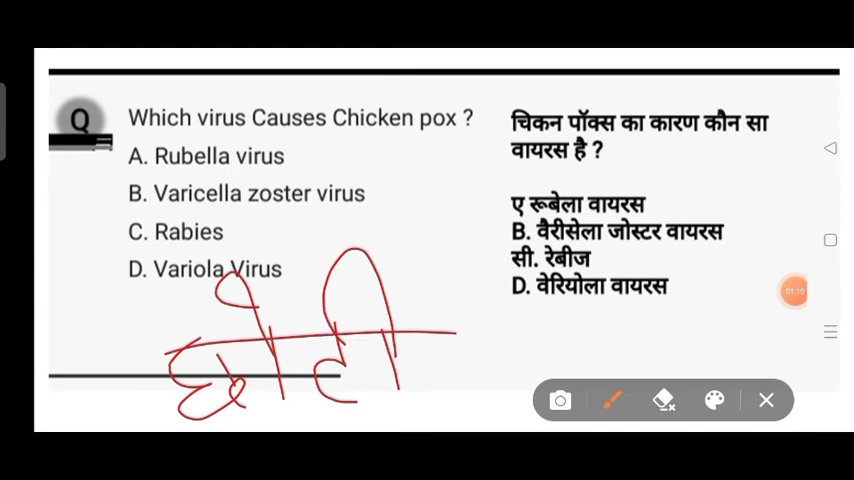 Q
Which virus Causes Chicken pox ?
A. Rubella virus
B. Varicella zoster virus
C. Rabies
D. Variola Virus
चिकन पॉक्स का कारण कौन सा
वायरस है ?
ए रूबेला वायरस
B. वैरीसेला जोस्टर वायरस
सी. रेबीज
D. वेरियोला वायरस
छोटी
01:10